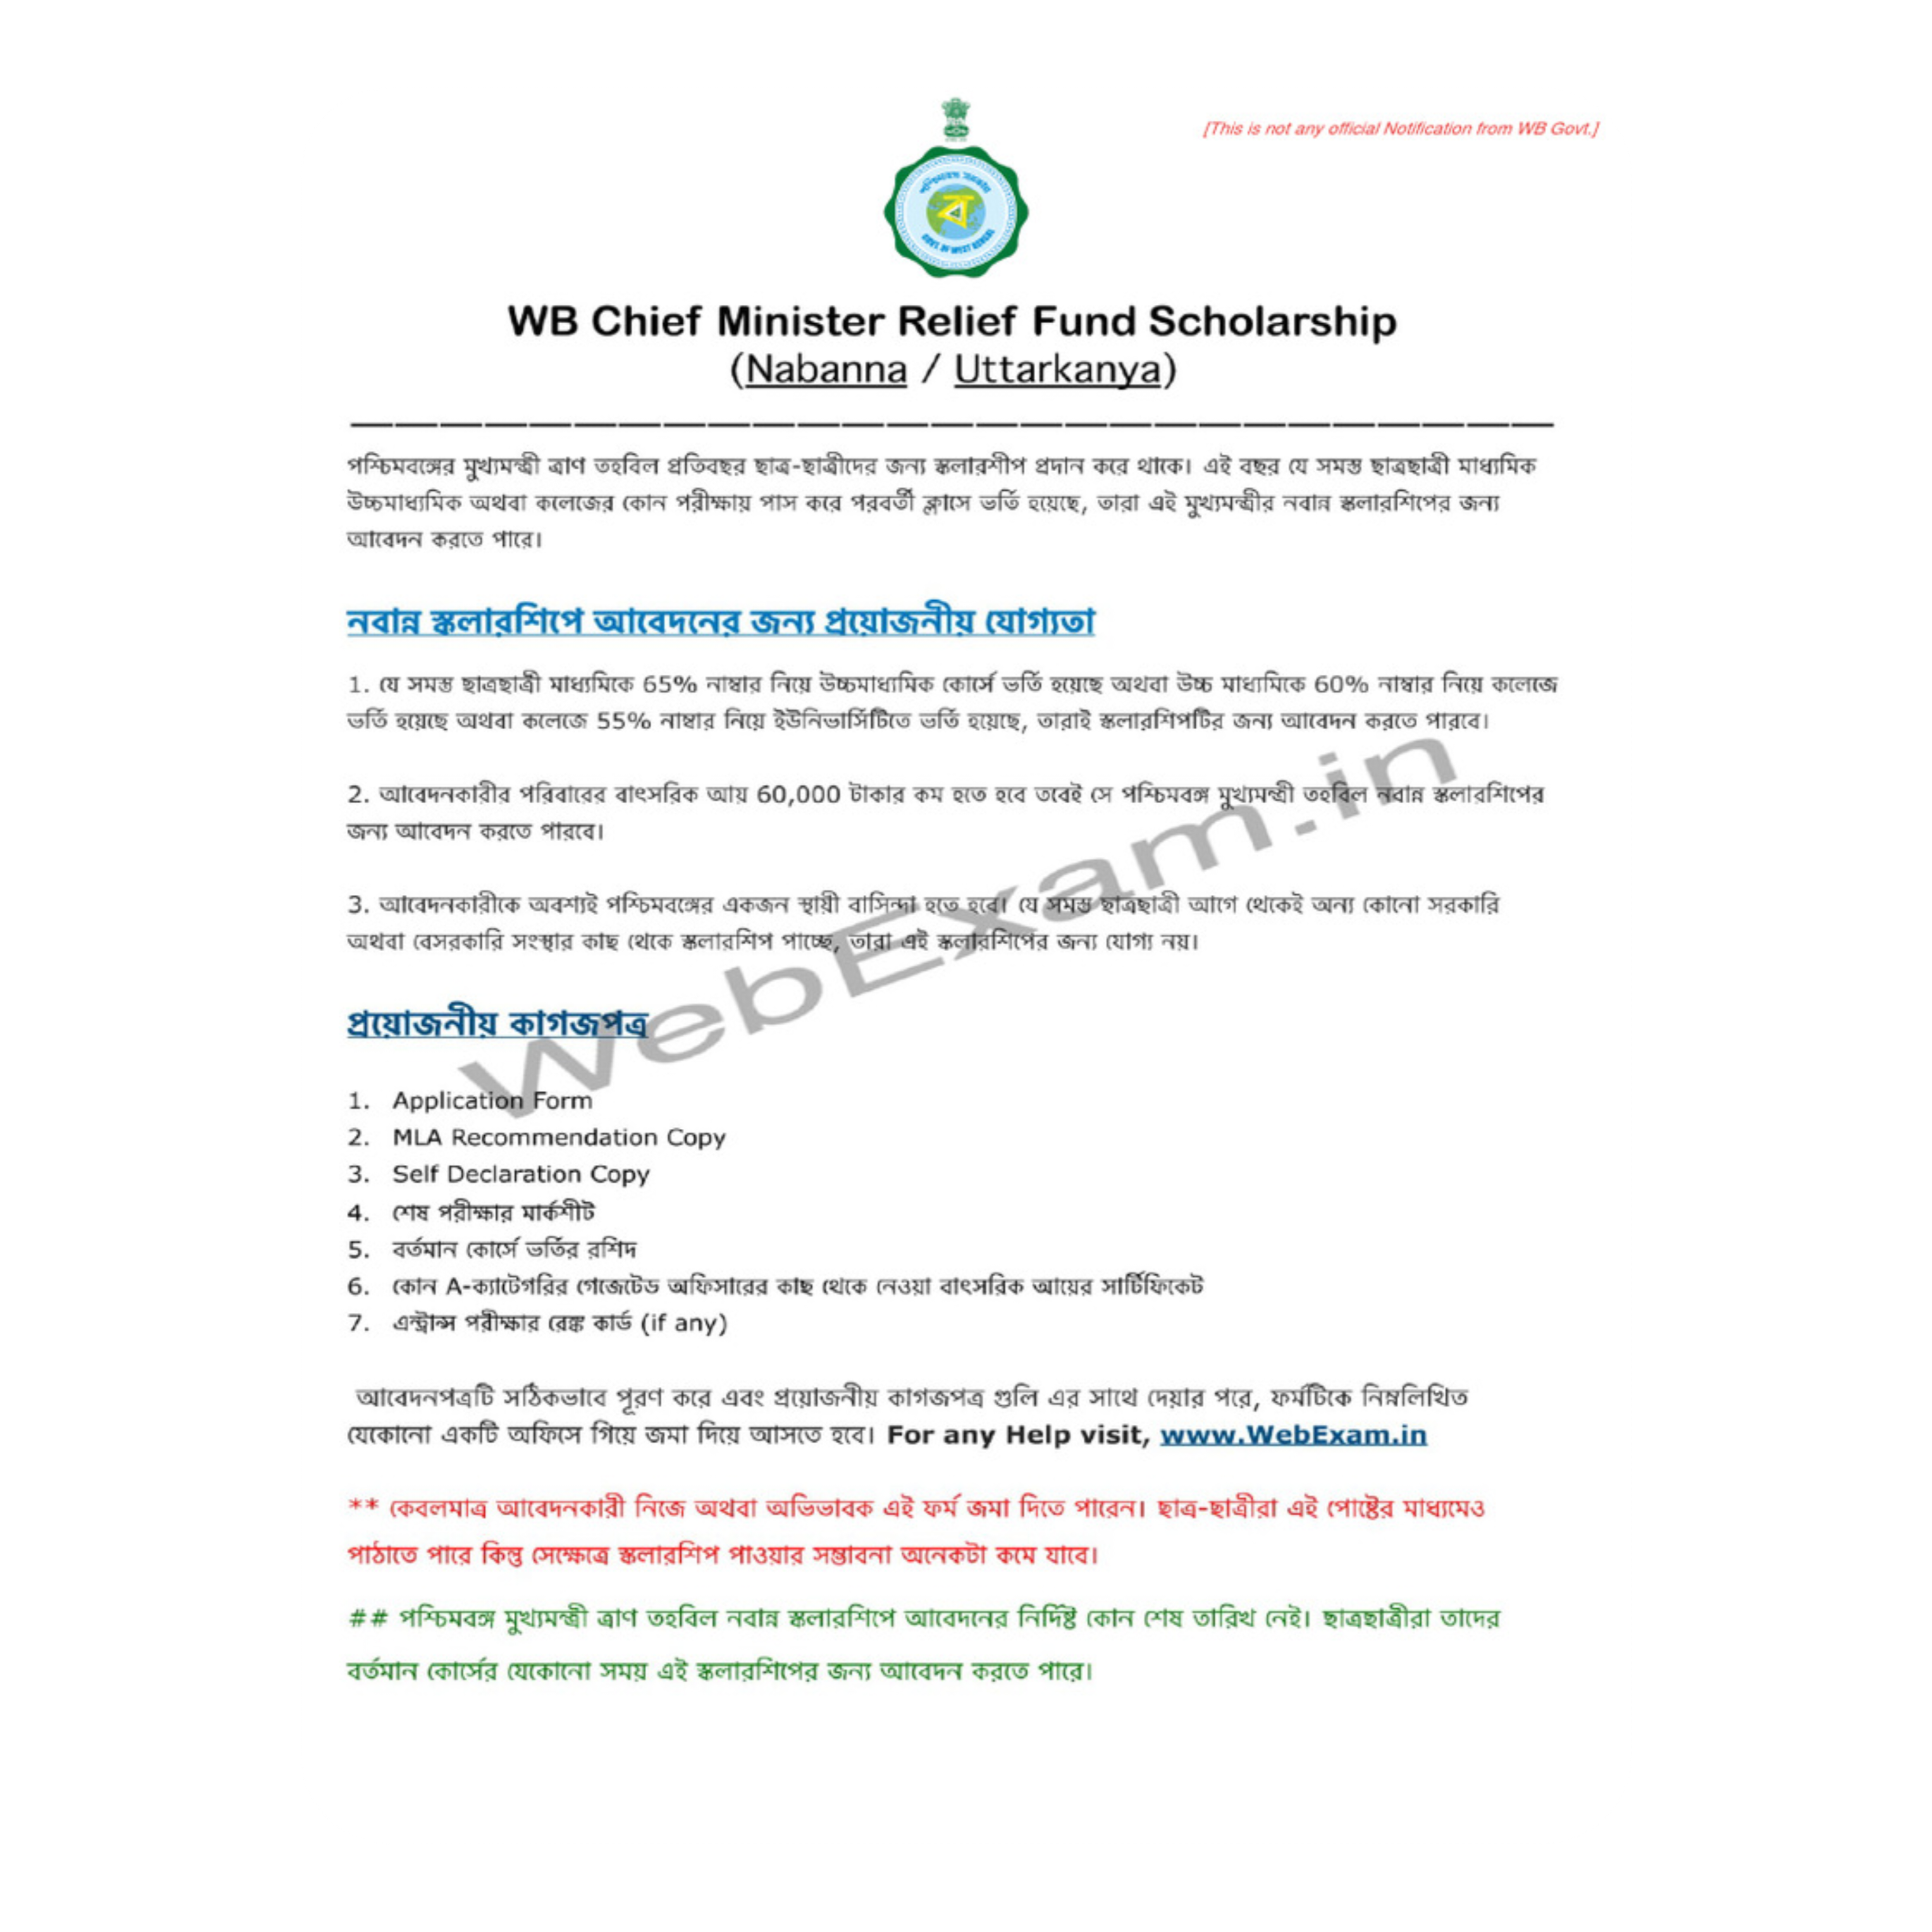 [This is not any official Notification from WB Govt.]
পশ্চিমবঙ্গ সরকার
ব
GOVT. OF WEST BENGAL
WB Chief Minister Relief Fund Scholarship
(Nabanna / Uttarkanya)
পশ্চিমবঙ্গের মুখ্যমন্ত্রী ত্রাণ তহবিল প্রতিবছর ছাত্র-ছাত্রীদের জন্য স্কলারশীপ প্রদান করে থাকে। এই বছর যে সমস্ত ছাত্রছাত্রী মাধ্যমিক
উচ্চমাধ্যমিক অথবা কলেজের কোন পরীক্ষায় পাস করে পরবর্তী ক্লাসে ভর্তি হয়েছে, তারা এই মুখ্যমন্ত্রীর নবান্ন স্কলারশিপের জন্য
আবেদন করতে পারে।
নবান্ন স্কলারশিপে আবেদনের জন্য প্রয়োজনীয় যোগ্যতা
1. যে সমস্ত ছাত্রছাত্রী মাধ্যমিকে 65% নাম্বার নিয়ে উচ্চমাধ্যমিক কোর্সে ভর্তি হয়েছে অথবা উচ্চ মাধ্যমিকে 60% নাম্বার নিয়ে কলেজে
ভর্তি হয়েছে অথবা কলেজে 55% নাম্বার নিয়ে ইউনিভার্সিটিতে ভর্তি হয়েছে, তারাই স্কলারশিপটির জন্য আবেদন করতে পারবে।
2. আবেদনকারীর পরিবারের বাৎসরিক আয় 60,000 টাকার কম হতে হবে তবেই সে পশ্চিমবঙ্গ মুখ্যমন্ত্রী তহবিল নবান্ন স্কলারশিপের
জন্য আবেদন করতে পারবে।
3. আবেদনকারীকে অবশ্যই পশ্চিমবঙ্গের একজন স্থায়ী বাসিন্দা হতে হবে। যে সমস্ত ছাত্রছাত্রী আগে থেকেই অন্য কোনো সরকারি
অথবা বেসরকারি সংস্থার কাছ থেকে স্কলারশিপ পাচ্ছে, তারা এই স্কলারশিপের জন্য যোগ্য নয়।
WebExam.in
প্রয়োজনীয় কাগজপত্র
1. Application Form
2. MLA Recommendation Copy
3. Self Declaration Copy
4. শেষ পরীক্ষার মার্কশীট
5. বর্তমান কোর্সে ভর্তির রশিদ
6. কোন A-ক্যাটেগরির গেজেটেড অফিসারের কাছ থেকে নেওয়া বাৎসরিক আয়ের সার্টিফিকেট
7. এন্ট্রান্স পরীক্ষার রেঙ্ক কার্ড (if any)
আবেদনপত্রটি সঠিকভাবে পূরণ করে এবং প্রয়োজনীয় কাগজপত্র গুলি এর সাথে দেয়ার পরে, ফর্মটিকে নিম্নলিখিত
যেকোনো একটি অফিসে গিয়ে জমা দিয়ে আসতে হবে। For any Help visit, www.WebExam.in
** কেবলমাত্র আবেদনকারী নিজে অথবা অভিভাবক এই ফর্ম জমা দিতে পারেন। ছাত্র-ছাত্রীরা এই পোষ্টের মাধ্যমেও
পাঠাতে পারে কিন্তু সেক্ষেত্রে স্কলারশিপ পাওয়ার সম্ভাবনা অনেকটা কমে যাবে।
## পশ্চিমবঙ্গ মুখ্যমন্ত্রী ত্রাণ তহবিল নবান্ন স্কলারশিপে আবেদনের নির্দিষ্ট কোন শেষ তারিখ নেই। ছাত্রছাত্রীরা তাদের
বর্তমান কোর্সের যেকোনো সময় এই স্কলারশিপের জন্য আবেদন করতে পারে।